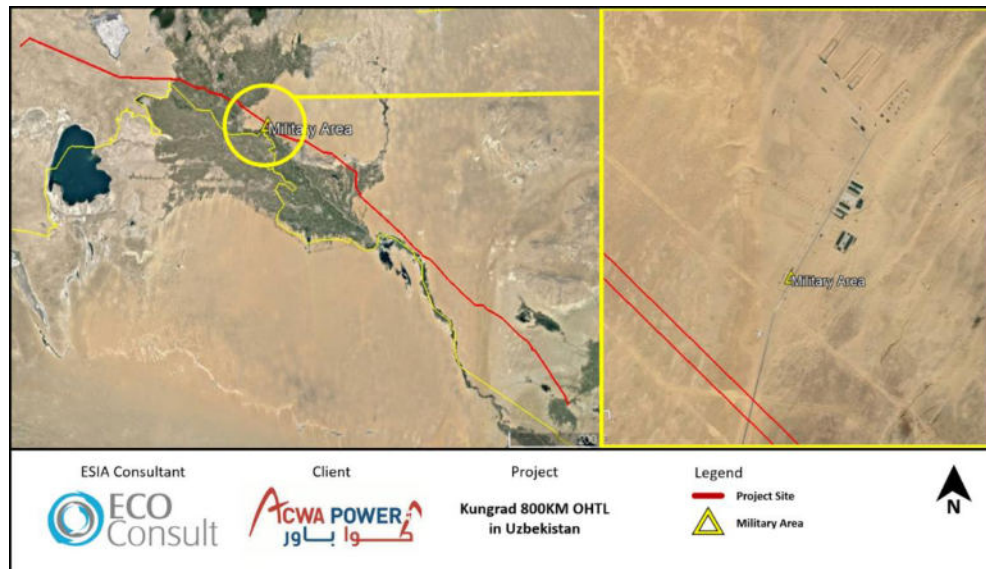 Military Area
Military Area
ESIA Consultant
Client
Project
Legend
ECO
Consult
ACWA POWER
أكوا باور
Kungrad 800KM OHTL
in Uzbekistan
Project Site
Military Area
N